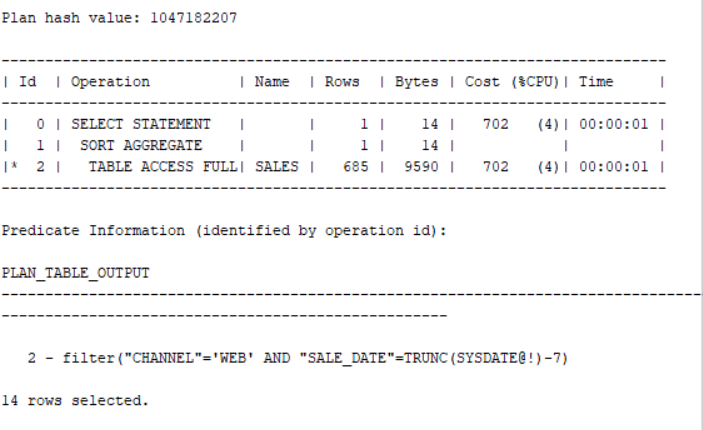 Plan hash value: 1047182207
---------------------------------------------------------------------------
| Id  | Operation          | Name  | Rows  | Bytes | Cost (%CPU)| Time     |
---------------------------------------------------------------------------
|   0 | SELECT STATEMENT   |       |     1 |    14 |   702   (4)| 00:00:01 |
|   1 |  SORT AGGREGATE    |       |     1 |    14 |            |          |
|*  2 |   TABLE ACCESS FULL| SALES |   685 |  9590 |   702   (4)| 00:00:01 |
---------------------------------------------------------------------------
Predicate Information (identified by operation id):
PLAN_TABLE_OUTPUT
--------------------------------------------------------------------------------
---------------------------------------------------
   2 - filter("CHANNEL"='WEB' AND "SALE_DATE"=TRUNC(SYSDATE@!)-7)
14 rows selected.